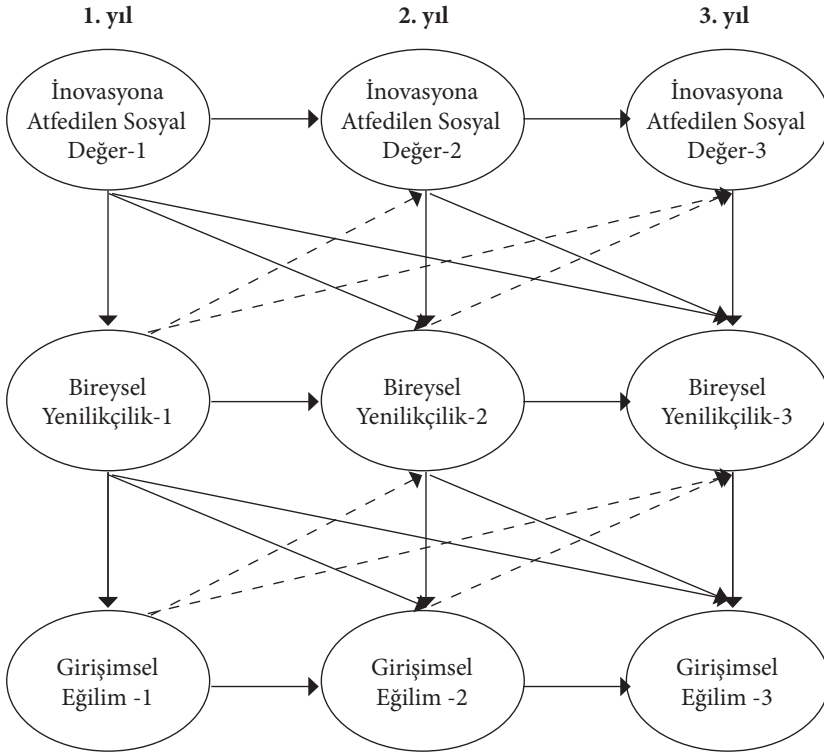 1. yıl
2. yıl
3. yıl
İnovasyona
Atfedilen Sosyal
Değer-1
İnovasyona
Atfedilen Sosyal
Değer-2
İnovasyona
Atfedilen Sosyal
Değer-3
Bireysel
Yenilikçilik-1
Bireysel
Yenilikçilik-2
Bireysel
Yenilikçilik-3
Girişimsel
Eğilim -1
Girişimsel
Eğilim -2
Girişimsel
Eğilim -3